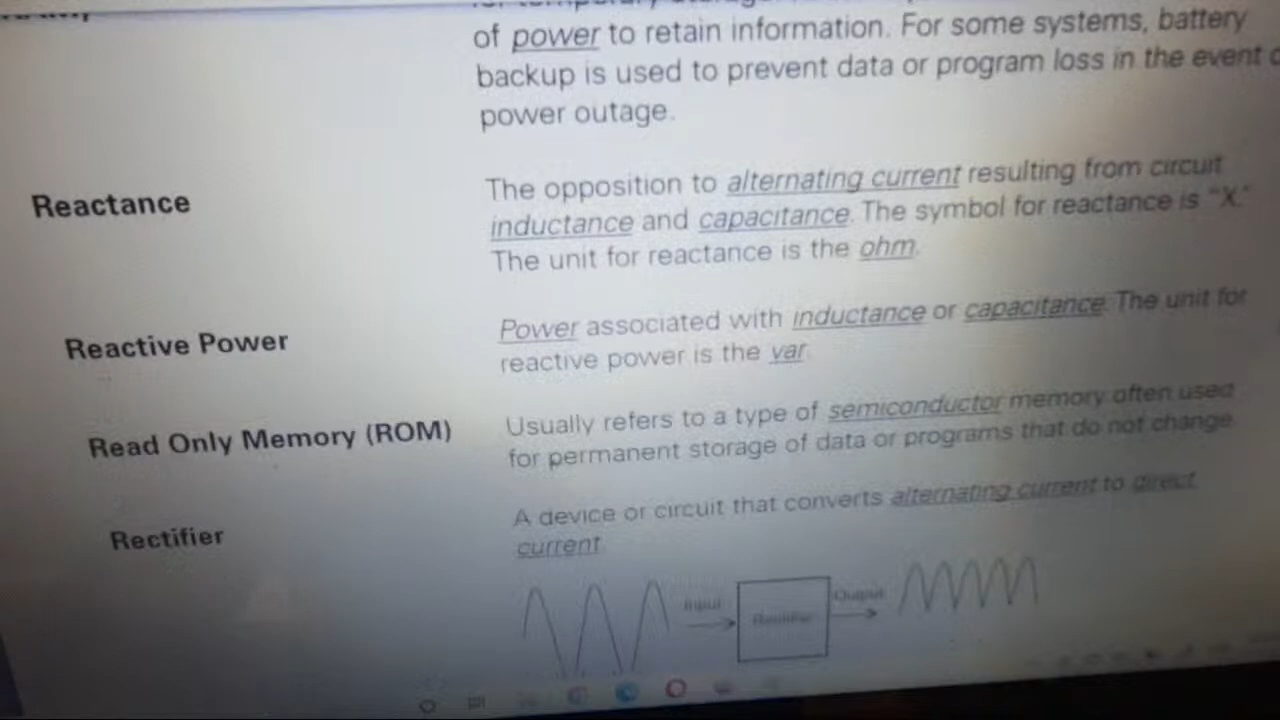 of power to retain information. For some systems, battery
backup is used to prevent data or program loss in the event
power outage.
Reactance
The opposition to alternating current resulting from circuit
inductance and capacitance. The symbol for reactance is "X."
The unit for reactance is the ohm.
Reactive Power
Power associated with inductance or capacitance. The unit for
reactive power is the var.
Read Only Memory (ROM)
Usually refers to a type of semiconductor memory often used
for permanent storage of data or programs that do not change.
Rectifier
A device or circuit that converts alternating current to direct
current.
Input
Rectifier
Output